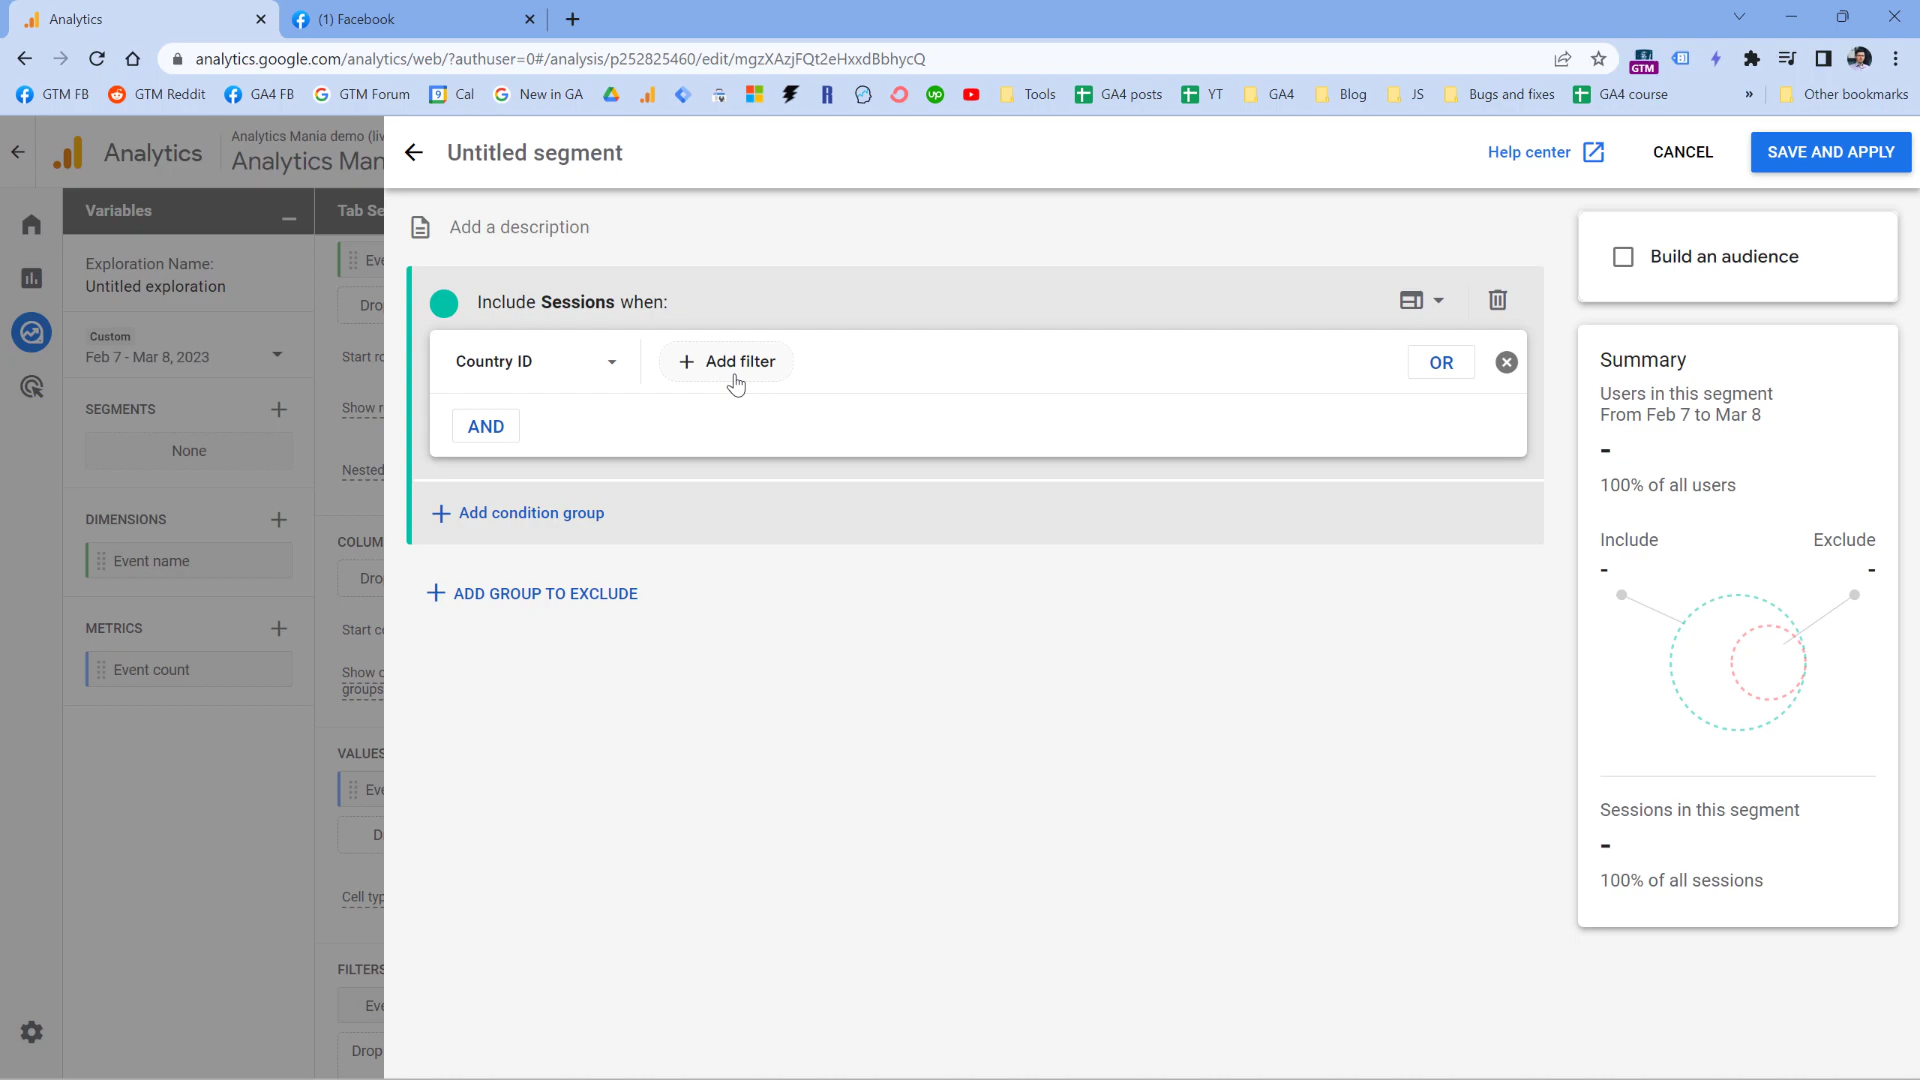 Analytics
(1) Facebook
analytics.google.com/analytics/web/?authuser=0#/analysis/p252825460/edit/mgzXAzjFQt2eHxxdBbhycQ
GTM
GTM FB
GTM Reddit
GA4 FB
GTM Forum
Cal
New in GA
Tools
GA4 posts
YT
GA4
Blog
JS
Bugs and fixes
GA4 course
»
Other bookmarks
Analytics
Analytics Mania demo (liv
Analytics Man
Untitled segment
Help center
CANCEL
SAVE AND APPLY
Variables
Tab Se
Exploration Name:
Untitled exploration
Custom
Feb 7 - Mar 8, 2023
SEGMENTS
None
DIMENSIONS
Event name
METRICS
Event count
Eve
Dro
Start ro
Show r
Nested
COLUM
Dro
Start co
Show c
groups
VALUES
Eve
D
Cell typ
FILTERS
Eve
Drop
Add a description
Include Sessions when:
Country ID
Add filter
OR
AND
Add condition group
ADD GROUP TO EXCLUDE
Build an audience
Summary
Users in this segment
From Feb 7 to Mar 8
-
100% of all users
Include
Exclude
-
-
Sessions in this segment
-
100% of all sessions